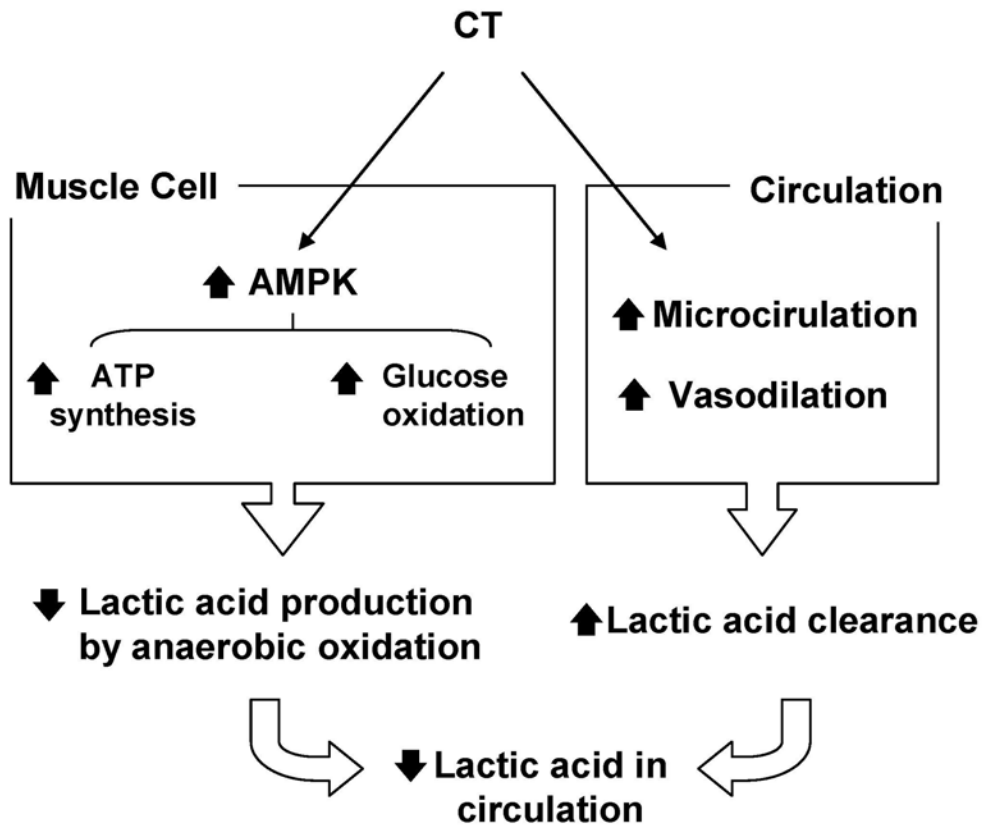 CT
Muscle Cell
Circulation
AMPK
ATP
synthesis
Glucose
oxidation
Microcirulation
Vasodilation
Lactic acid production
by anaerobic oxidation
Lactic acid clearance
Lactic acid in
circulation